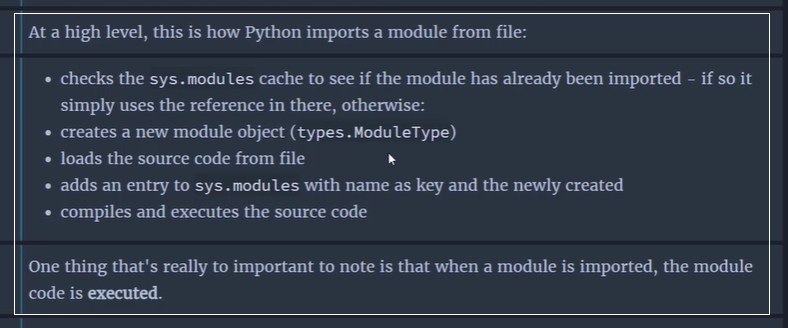 At a high level, this is how Python imports a module from file:
• checks the sys.modules cache to see if the module has already been imported - if so it
simply uses the reference in there, otherwise:
• creates a new module object (types.ModuleType)
• loads the source code from file
• adds an entry to sys.modules with name as key and the newly created
• compiles and executes the source code
One thing that's really to important to note is that when a module is imported, the module
code is executed.